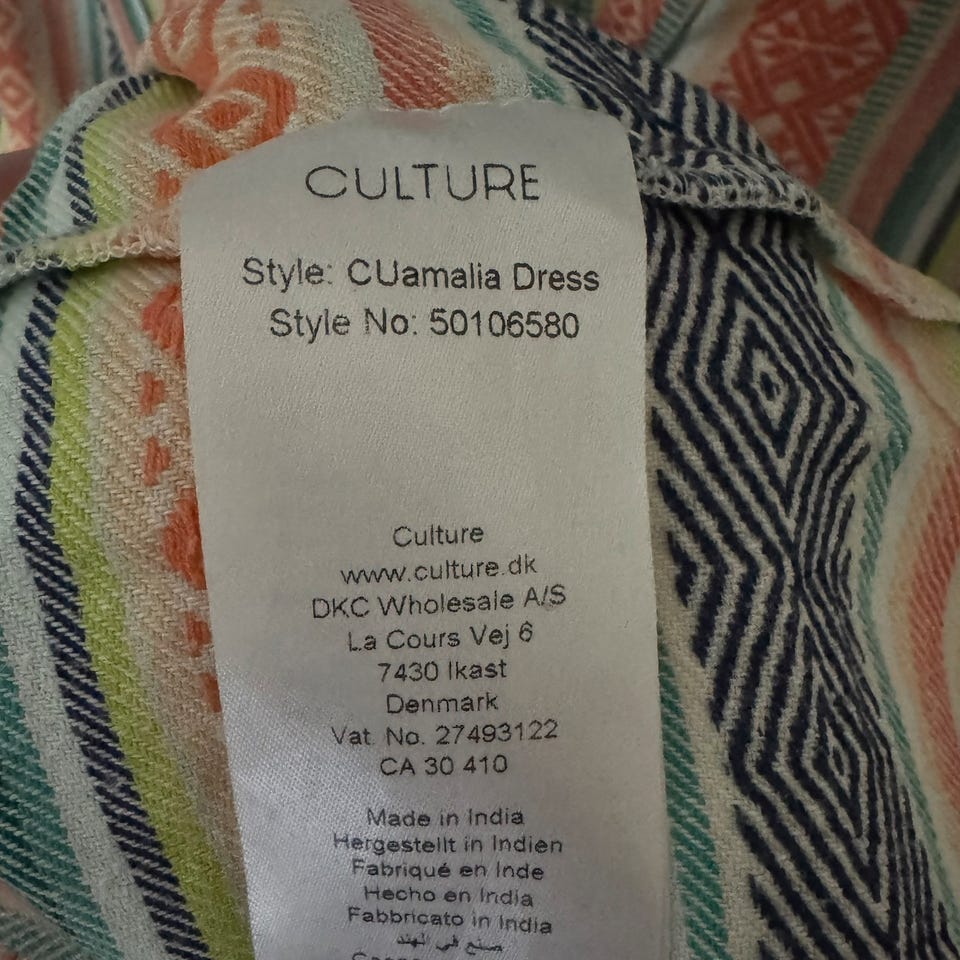 CULTURE
Style: CUamalia Dress
Style No: 50106580
Culture
www.culture.dk
DKC Wholesale A/S
La Cours Vej 6
7430 Ikast
Denmark
Vat. No. 27493122
CA 30 410
Made in India
Hergestellt in Indien
Fabriqué en Inde
Hecho en India
Fabbricato in India
صنع في الهند